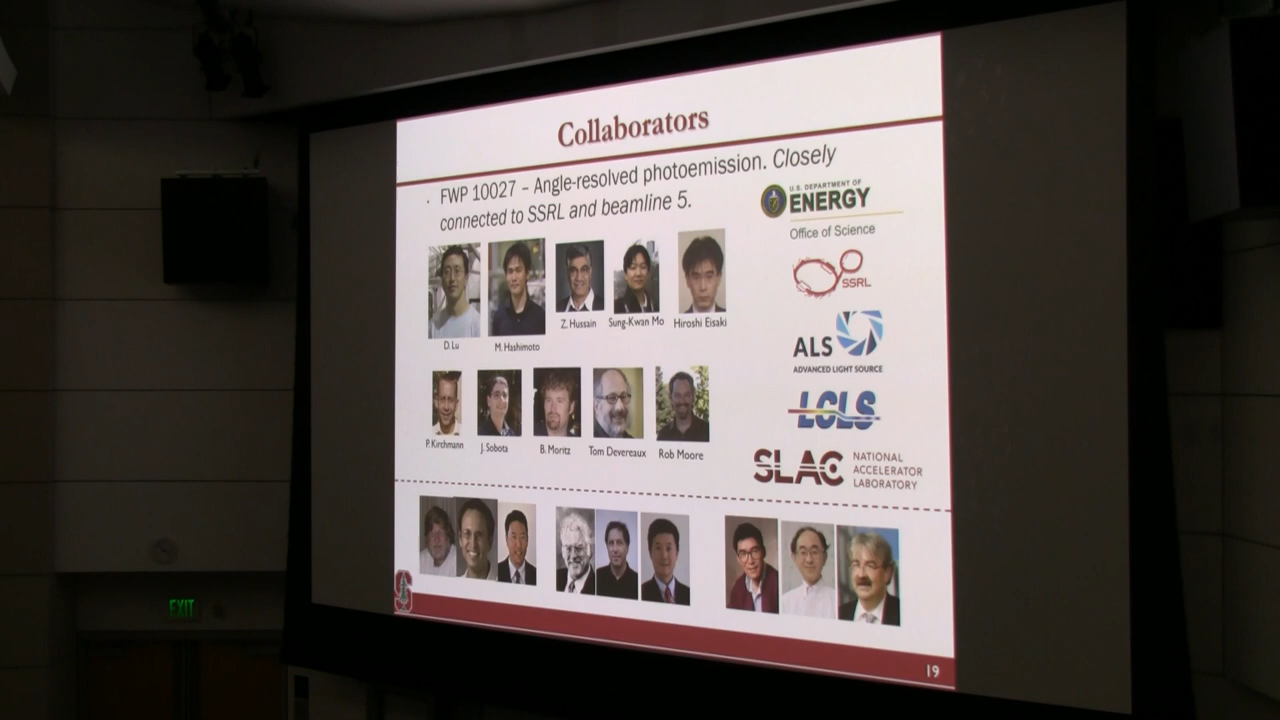 Collaborators
· FWP 10027 – Angle-resolved photoemission. Closely
connected to SSRL and beamline 5.
U.S. DEPARTMENT OF
ENERGY
Office of Science
SSRL
D. Lu
M. Hashimoto
Z. Hussain
Sung-Kwan Mo
Hiroshi Eisaki
ALS
ADVANCED LIGHT SOURCE
LCLS
P. Kirchmann
J. Sobota
B. Moritz
Tom Devereaux
Rob Moore
SLAC
NATIONAL
ACCELERATOR
LABORATORY
S
19
EXIT